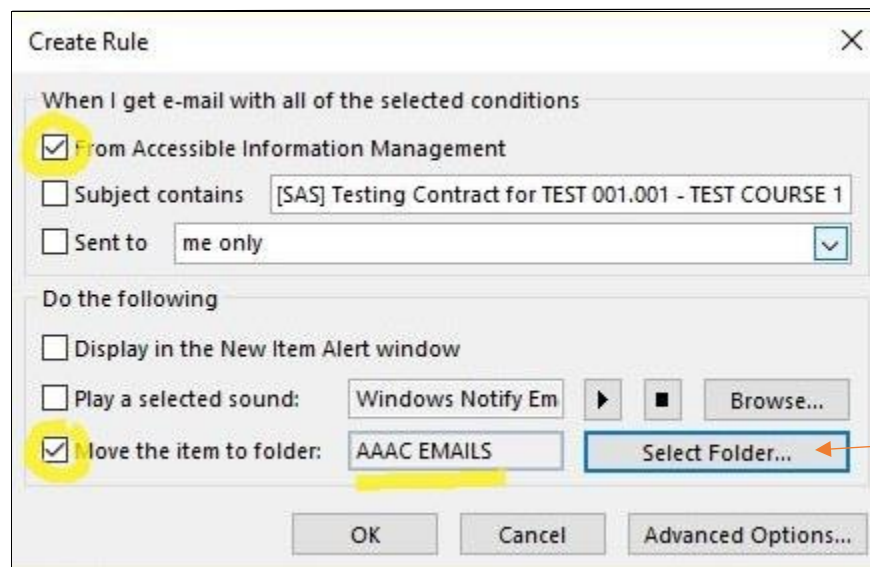 Create Rule
When I get e-mail with all of the selected conditions
From Accessible Information Management
Subject contains [SAS] Testing Contract for TEST 001.001 - TEST COURSE 1
Sent to me only
Do the following
Display in the New Item Alert window
Play a selected sound: Windows Notify Em Browse...
Move the item to folder: AAAC EMAILS Select Folder...
OK Cancel Advanced Options...